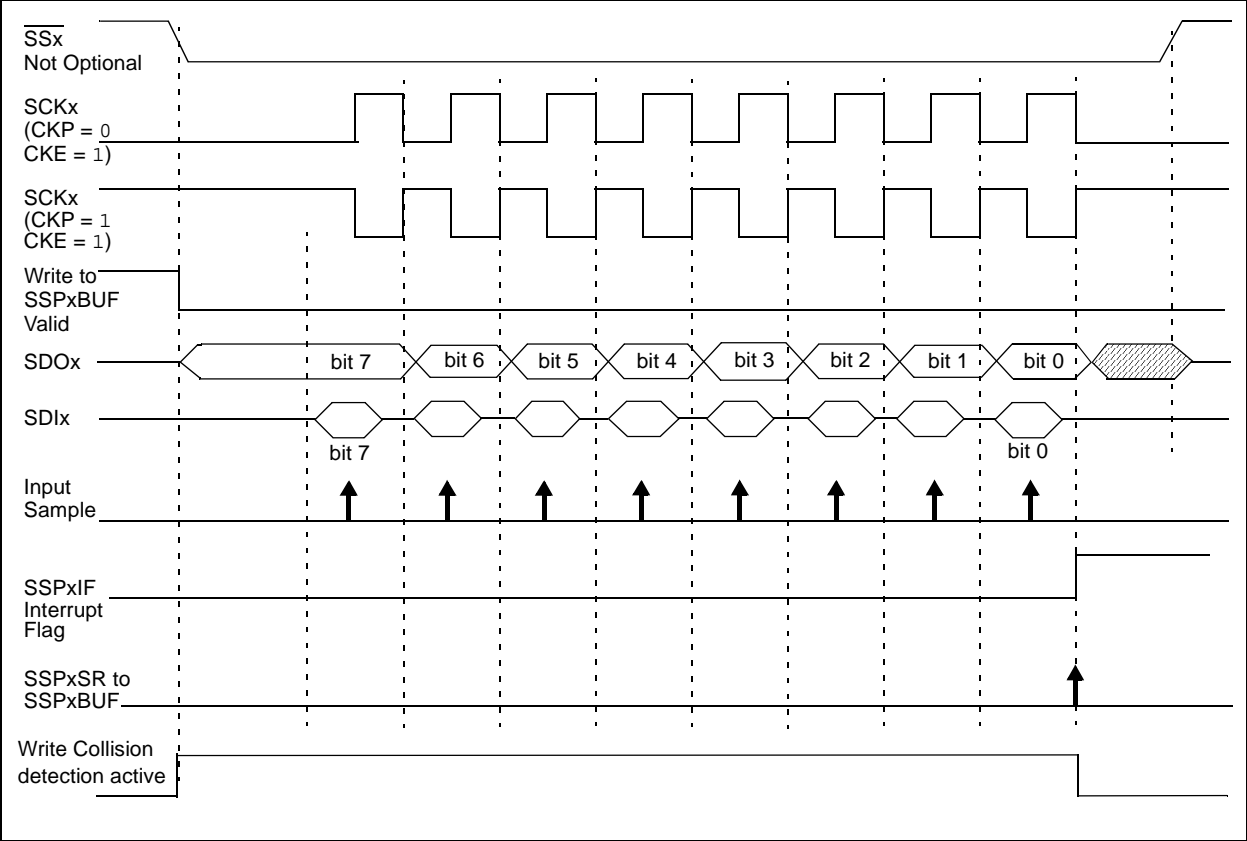 SSx
Not Optional
SCKx
(CKP = 0
CKE = 1)
SCKx
(CKP = 1
CKE = 1)
Write to
SSPxBUF
Valid
SDOx
bit 7 bit 6 bit 5 bit 4 bit 3 bit 2 bit 1 bit 0
SDIx
bit 7 bit 0
Input
Sample
SSPxIF
Interrupt
Flag
SSPxSR to
SSPxBUF
Write Collision
detection active